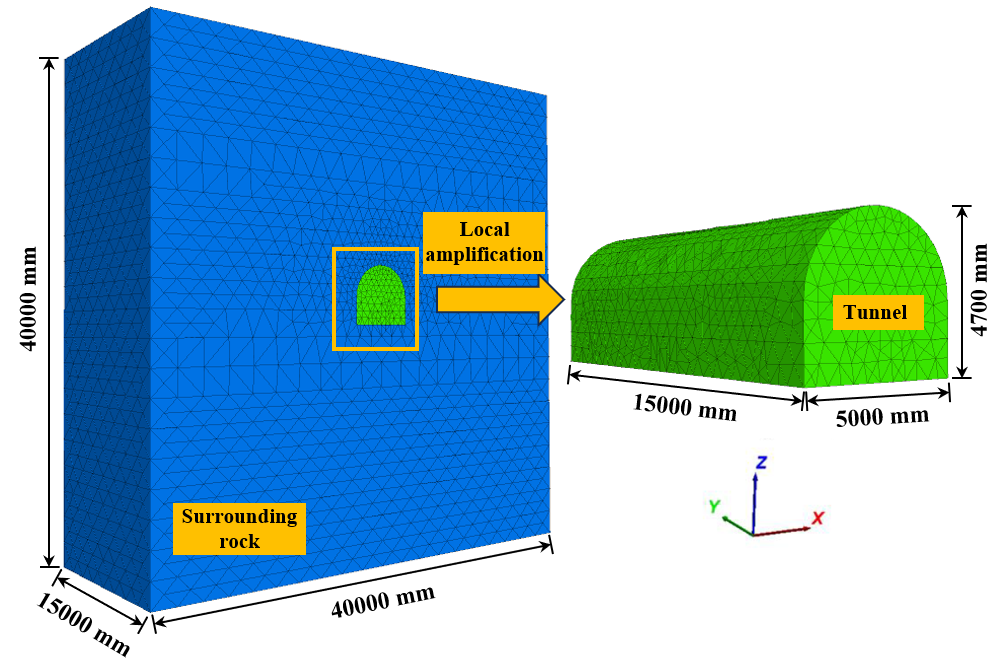 Local
amplification
40000 mm
Tunnel
4700 mm
15000 mm
5000 mm
Z
Y
X
Surrounding
rock
15000 mm
40000 mm